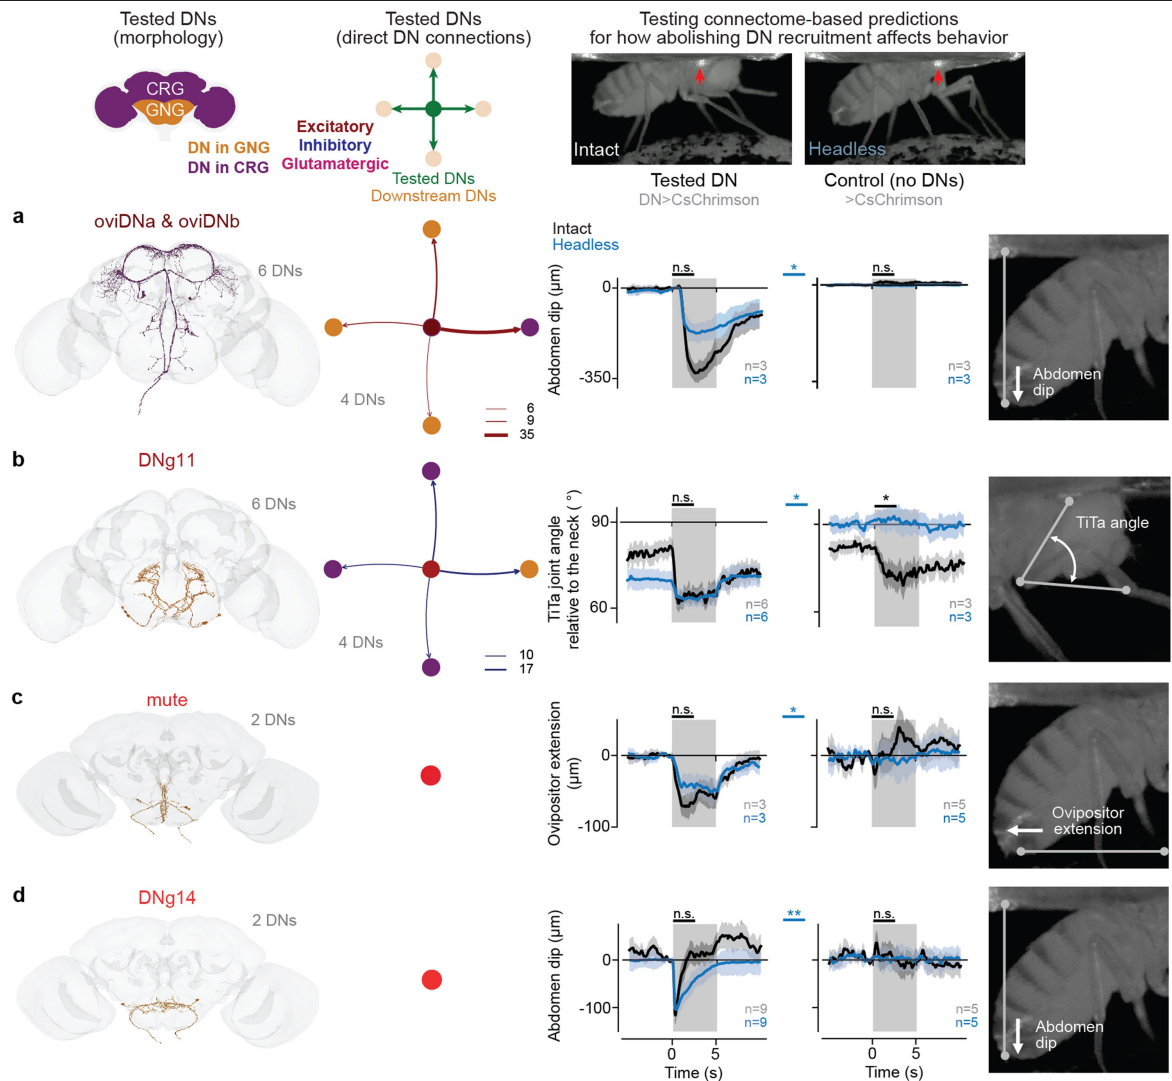 Tested DNs
(morphology)
Tested DNs
(direct DN connections)
Testing connectome-based predictions
for how abolishing DN recruitment affects behavior
CRG
GNG
DN in GNG
DN in CRG
Excitatory
Inhibitory
Glutamatergic
Tested DNs
Downstream DNs
Intact
Headless
Tested DN
DN>CsChrimson
Control (no DNs)
>CsChrimson
a
oviDNa & oviDNb
6 DNs
4 DNs
6
9
35
Intact
Headless
Abdomen dip (µm)
0
-350
n.s.
n=3
n=3
*
n.s.
n=3
n=3
Abdomen
dip
b
DNg11
6 DNs
4 DNs
10
17
TiTa joint angle
relative to the neck (°)
90
60
n.s.
n=6
n=6
*
*
n=3
n=3
TiTa angle
c
mute
2 DNs
Ovipositor extension
(µm)
0
-100
n.s.
n=3
n=3
*
n.s.
n=5
n=5
Ovipositor
extension
d
DNg14
2 DNs
Abdomen dip (µm)
0
-100
n.s.
n=9
n=9
**
n.s.
n=5
n=5
0 5
Time (s)
0 5
Time (s)
Abdomen
dip